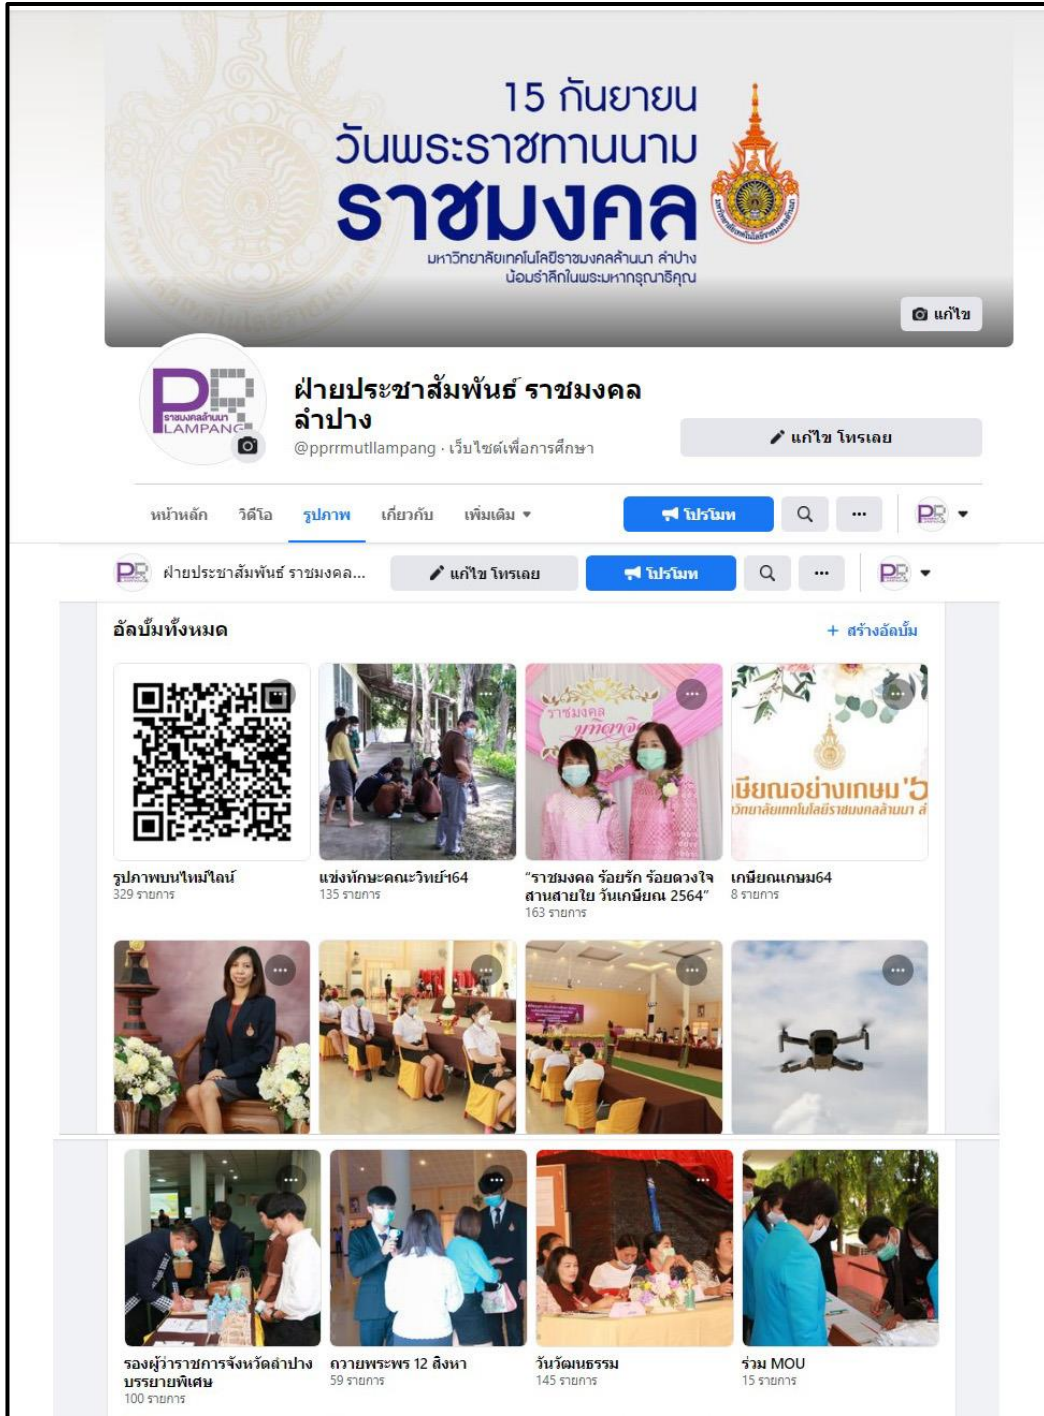 15 กันยายน
วันพระราชทานนาม
ราชมงคล
มหาวิทยาลัยเทคโนโลยีราชมงคลล้านนา ลำปาง
น้อมรำลึกในพระมหากรุณาธิคุณ
แก้ไข
PR
ราชมงคลล้านนา
LAMPANG
ฝ่ายประชาสัมพันธ์ ราชมงคล
ลำปาง
@pprrmutllampang · เว็บไซต์เพื่อการศึกษา
แก้ไข โทรเลย
หน้าหลัก วิดีโอ รูปภาพ เกี่ยวกับ เพิ่มเติม
โปรโมท
ฝ่ายประชาสัมพันธ์ ราชมงคล... แก้ไข โทรเลย โปรโมท
อัลบั้มทั้งหมด + สร้างอัลบั้ม
ราชมงคล
มุทิตาจิต
เกษียณอย่างเกษม
รูปภาพบนไทม์ไลน์
329 รายการ
แข่งทักษะคณะวิทย์ฯ64
135 รายการ
"ราชมงคล ร้อยรัก ร้อยดวงใจ
สานสายใย วันเกษียณ 2564"
163 รายการ
เกษียณเกษม64
8 รายการ
รองผู้ว่าราชการจังหวัดลำปาง
บรรยายพิเศษ
100 รายการ
ถวายพระพร 12 สิงหา
59 รายการ
วันวัฒนธรรม
145 รายการ
ร่วม MOU
15 รายการ